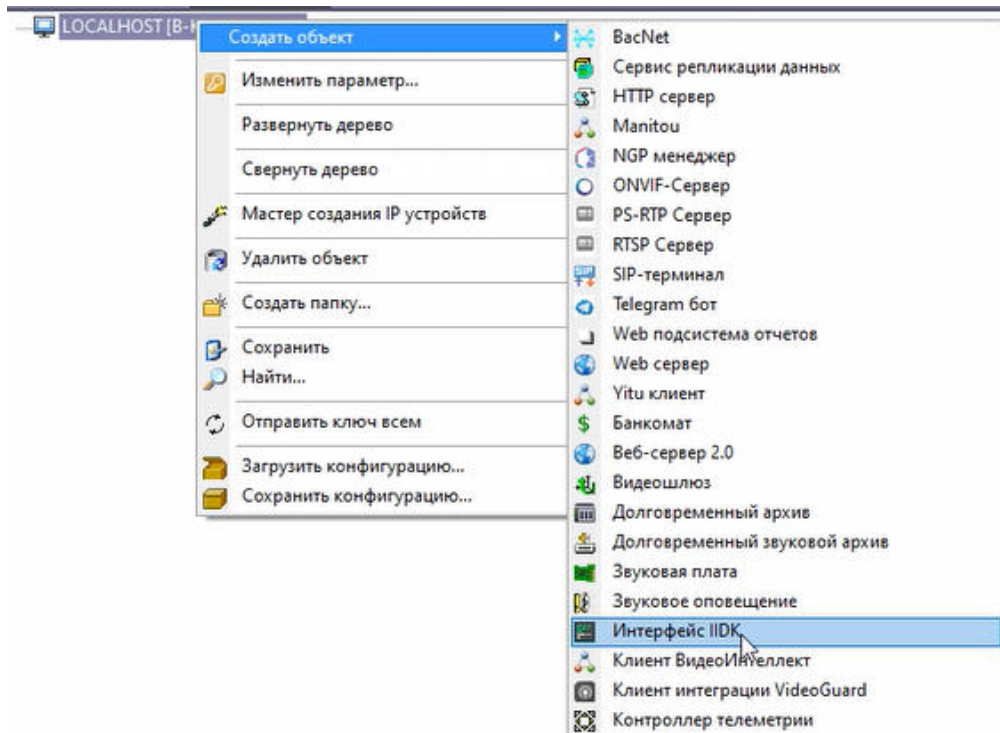 LOCALHOST [B-
Создать объект
Изменить параметр...
Развернуть дерево
Свернуть дерево
Мастер создания IP устройств
Удалить объект
Создать папку...
Сохранить
Найти...
Отправить ключ всем
Загрузить конфигурацию...
Сохранить конфигурацию...
BacNet
Сервис репликации данных
HTTP сервер
Manitou
NGP менеджер
ONVIF-Сервер
PS-RTP Сервер
RTSP Сервер
SIP-терминал
Telegram бот
Web подсистема отчетов
Web сервер
Yitu клиент
Банкомат
Веб-сервер 2.0
Видеошлюз
Долговременный архив
Долговременный звуковой архив
Звуковая плата
Звуковое оповещение
Интерфейс IIDK
Клиент ВидеоИнтеллект
Клиент интеграции VideoGuard
Контроллер телеметрии